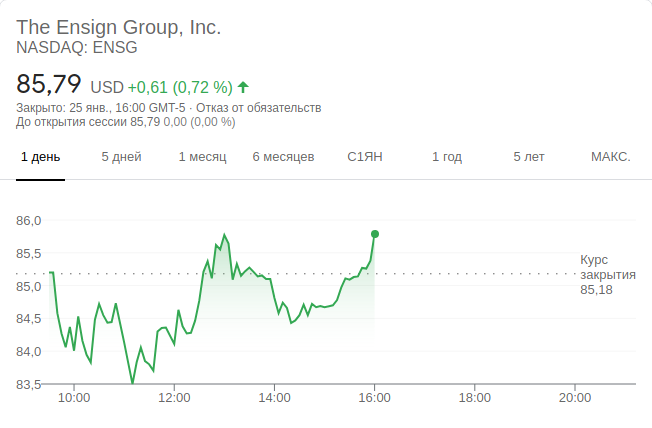 The Ensign Group, Inc.
NASDAQ: ENSG
85,79 USD +0,61 (0,72 %)
Закрыто: 25 янв., 16:00 GMT-5 · Отказ от обязательств
До открытия сессии 85,79 0,00 (0,00 %)
1 день 5 дней 1 месяц 6 месяцев С1ЯН 1 год 5 лет МАКС.
86,0
85,5
85,0
84,5
84,0
83,5
Курс
закрытия
85,18
10:00 12:00 14:00 16:00 18:00 20:00